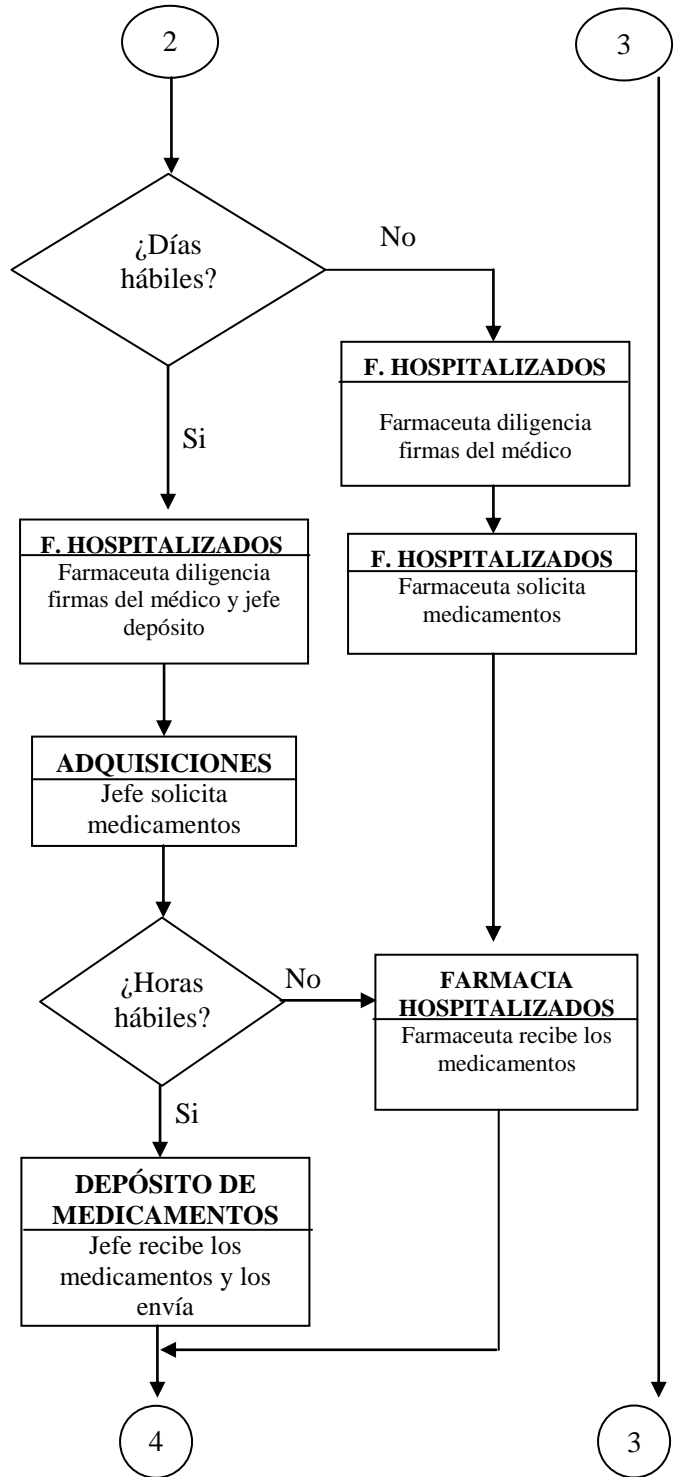 2
3
¿Días
hábiles?
No
Si
F. HOSPITALIZADOS
Farmaceuta diligencia
firmas del médico
F. HOSPITALIZADOS
Farmaceuta diligencia
firmas del médico y jefe
depósito
F. HOSPITALIZADOS
Farmaceuta solicita
medicamentos
ADQUISICIONES
Jefe solicita
medicamentos
¿Horas
hábiles?
No
Si
FARMACIA
HOSPITALIZADOS
Farmaceuta recibe los
medicamentos
DEPÓSITO DE
MEDICAMENTOS
Jefe recibe los
medicamentos y los
envía
4
3